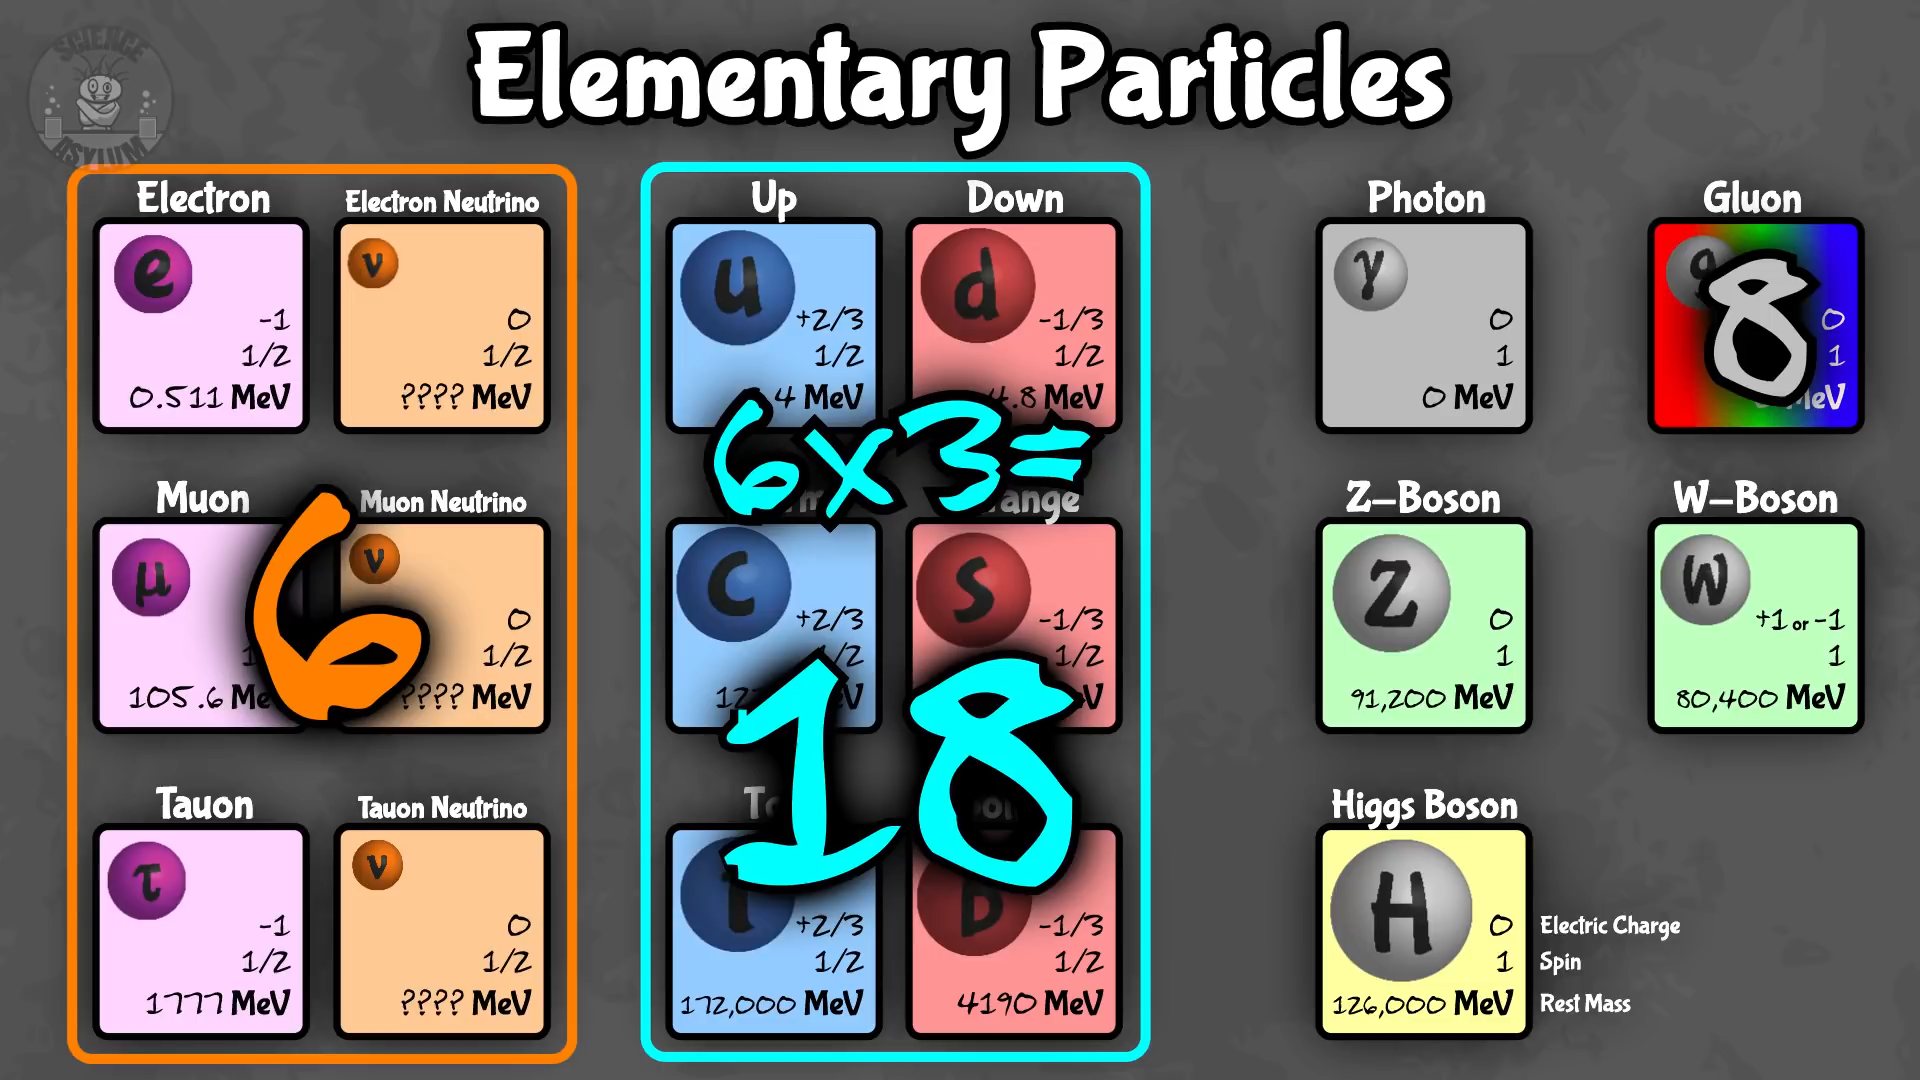 SCIENCE
ASYLUM
Elementary Particles
Electron
e
-1
1/2
0.511 MeV
Electron Neutrino
ν
0
1/2
???? MeV
Muon
μ
105.6
Muon Neutrino
ν
0
1/2
???? MeV
6
Tauon
τ
-1
1/2
1777 MeV
Tauon Neutrino
ν
0
1/2
???? MeV
Up
u
+2/3
1/2
MeV
Down
d
-1/3
1/2
MeV
6x3=
18
c
+2/3
s
-1/3
1/2
+2/3
1/2
172,000 MeV
-1/3
1/2
4190 MeV
Photon
γ
0
1
0 MeV
Gluon
8
0
1
Z-Boson
Z
0
1
91,200 MeV
W-Boson
W
+1 or -1
1
80,400 MeV
Higgs Boson
H
0 Electric Charge
1 Spin
126,000 MeV Rest Mass